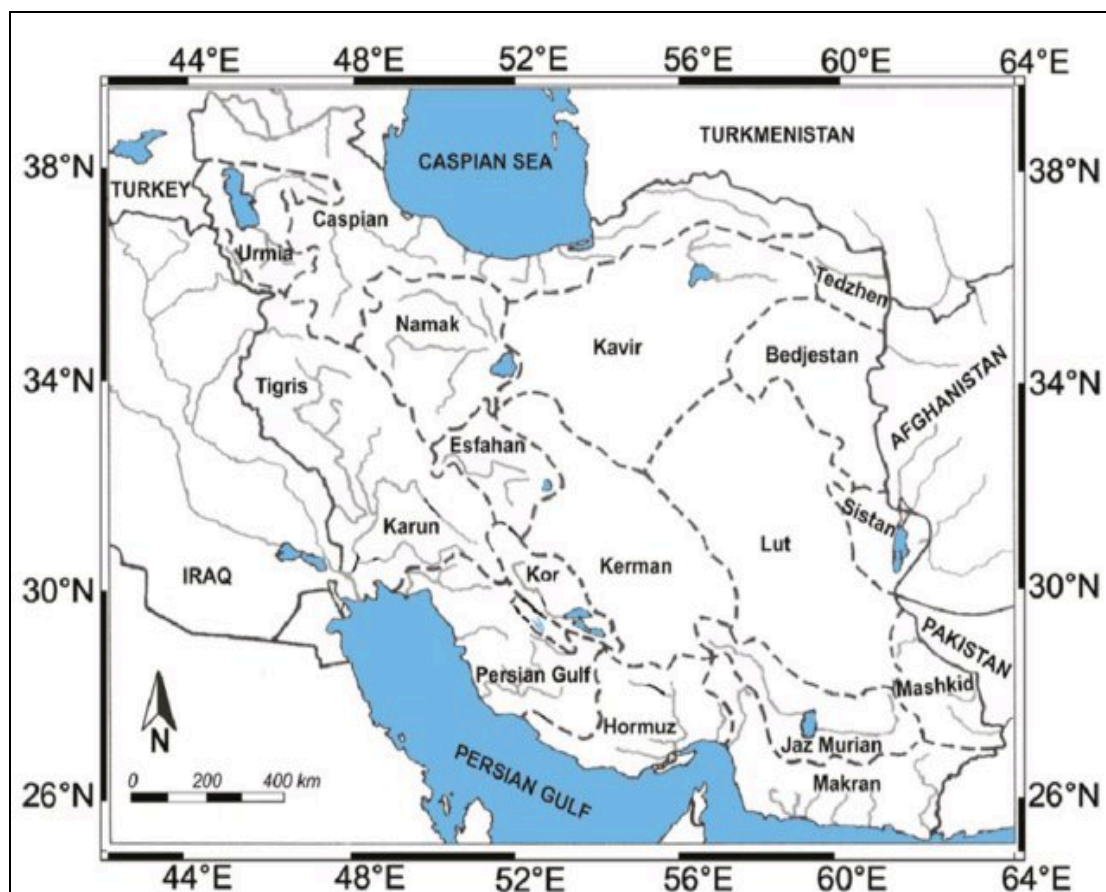 44°E 48°E 52°E 56°E 60°E 64°E
TURKMENISTAN
CASPIAN SEA
38°N 38°N
TURKEY
Caspian
Urmia
Tedzhen
Namak
Kavir
Bedjestan
34°N 34°N
Tigris
AFGHANISTAN
Esfahan
Sistan
Karun
Lut
Kor
Kerman
IRAQ
30°N 30°N
PAKISTAN
Persian Gulf
Mashkid
Hormuz
N
Jaz Murian
0 200 400 km
PERSIAN GULF
Makran
26°N 26°N
44°E 48°E 52°E 56°E 60°E 64°E